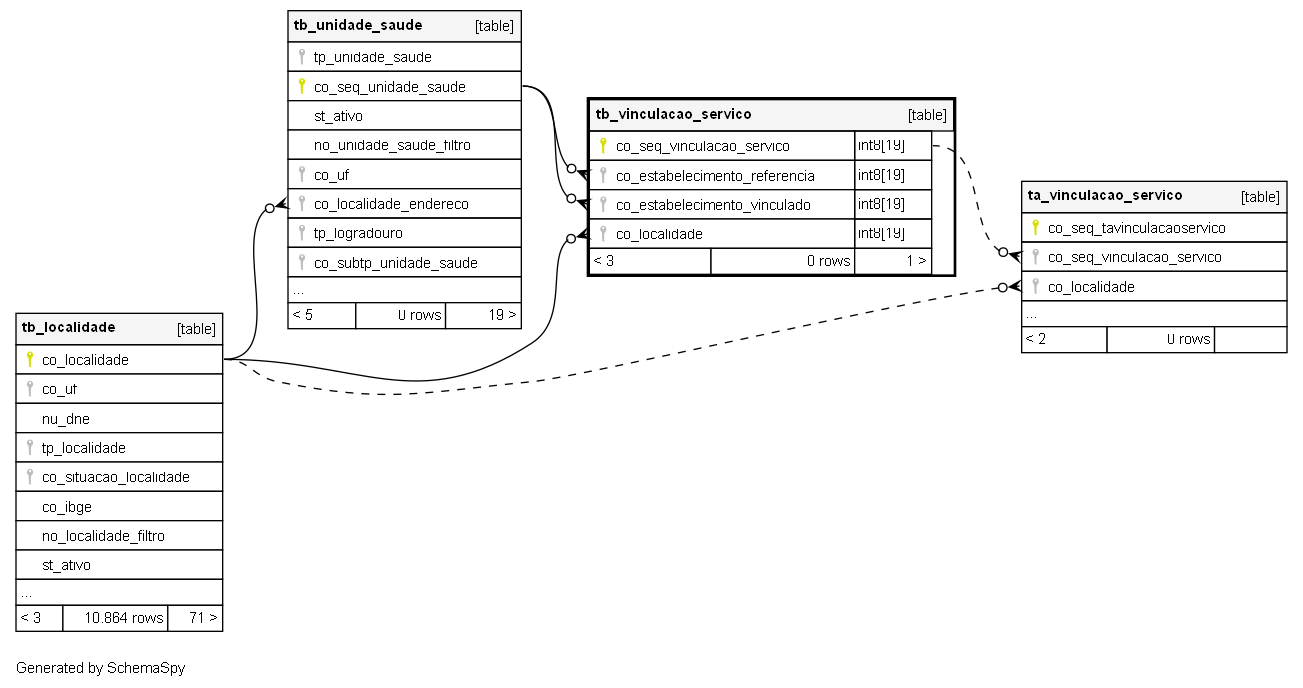 tb_unidade_saude [table]
tp_unidade_saude
co_seq_unidade_saude
st_ativo
no_unidade_saude_filtro
co_uf
co_localidade_endereco
tp_logradouro
co_subtp_unidade_saude
...
< 5 0 rows 19 >
tb_vinculacao_servico [table]
co_seq_vinculacao_servico int8[19]
co_estabelecimento_referencia int8[19]
co_estabelecimento_vinculado int8[19]
co_localidade int8[19]
< 3 0 rows 1 >
ta_vinculacao_servico [table]
co_seq_tavinculacaoservico
co_seq_vinculacao_servico
co_localidade
...
< 2 0 rows
tb_localidade [table]
co_localidade
co_uf
nu_dne
tp_localidade
co_situacao_localidade
co_ibge
no_localidade_filtro
st_ativo
...
< 3 10.864 rows 71 >
Generated by SchemaSpy